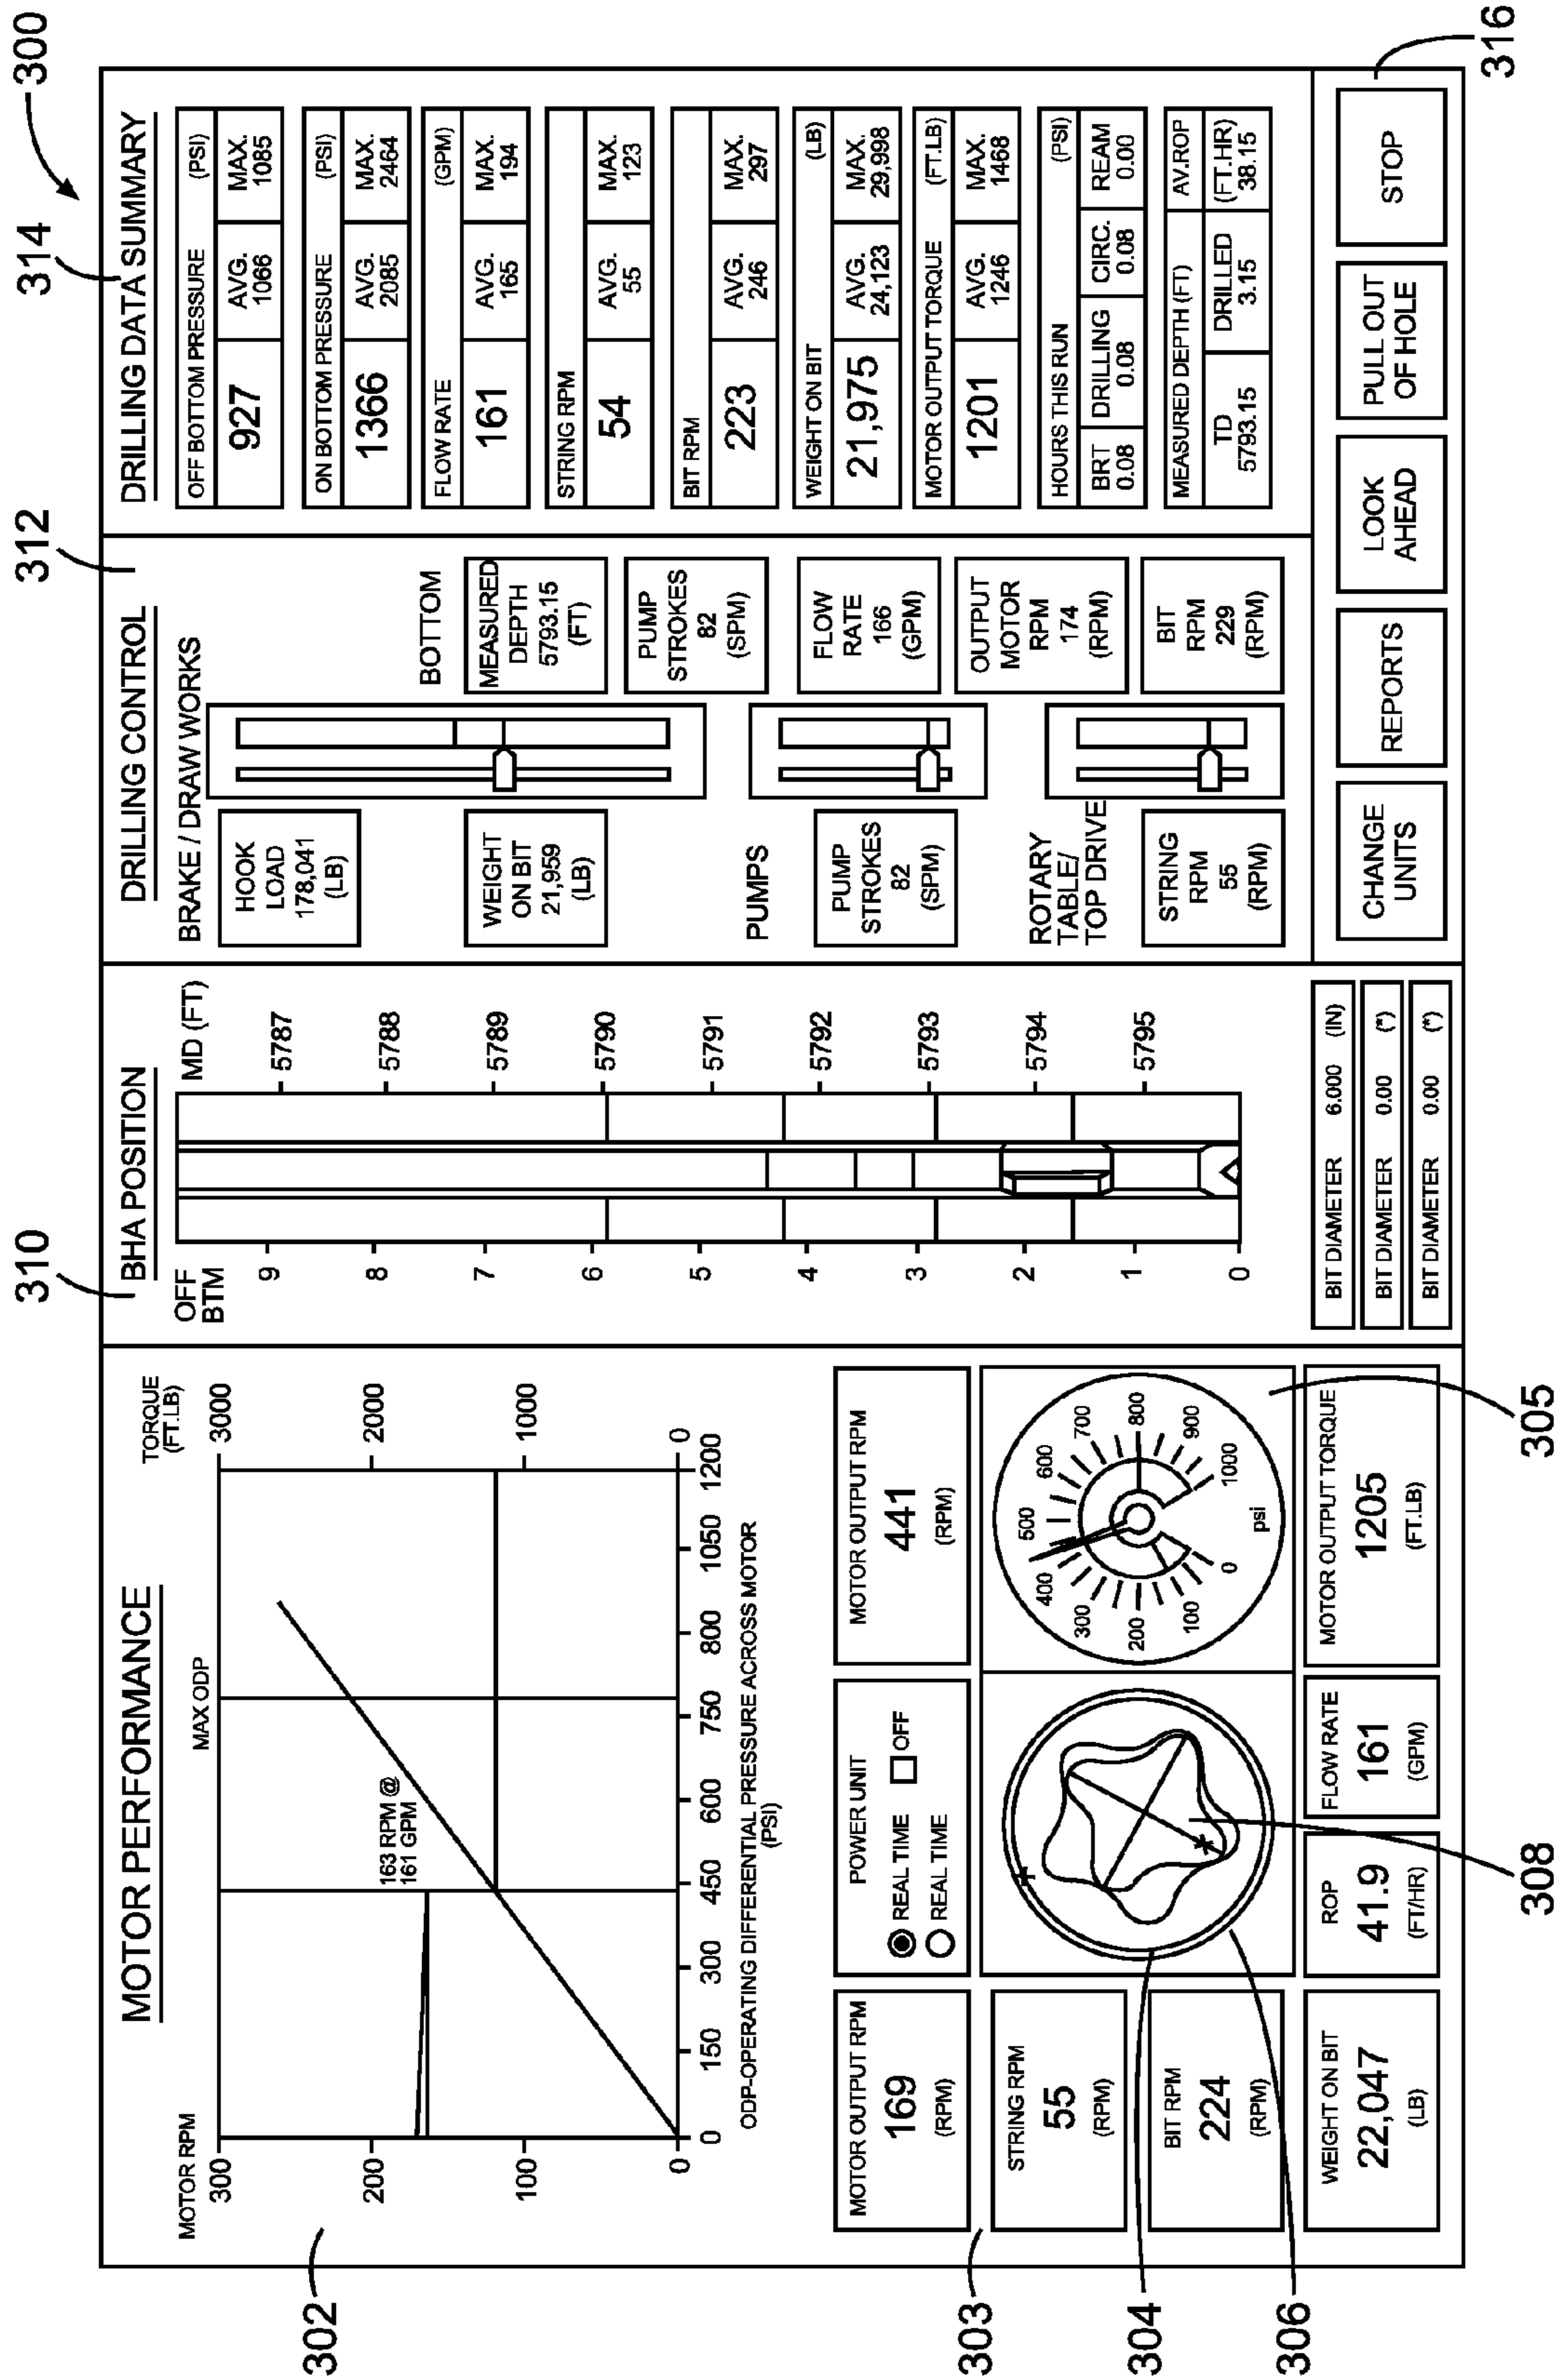 300
MOTOR PERFORMANCE
MOTOR RPM
MAX ODP
TORQUE
(FT.LB)
300
200
100
0
3000
2000
1000
0
163 RPM @
161 GPM
0
150
300
450
600
750
800
1050
1200
ODP-OPERATING DIFFERENTIAL PRESSURE ACROSS MOTOR
(PSI)
MOTOR OUTPUT RPM
169
(RPM)
POWER UNIT
REAL TIME
OFF
REAL TIME
MOTOR OUTPUT RPM
441
(RPM)
STRING RPM
55
(RPM)
BIT RPM
224
(RPM)
0
100
200
300
400
500
600
700
800
900
1000
psi
WEIGHT ON BIT
22,047
(LB)
ROP
41.9
(FT/HR)
FLOW RATE
161
(GPM)
MOTOR OUTPUT TORQUE
1205
(FT.LB)
BHA POSITION
OFF
BTM
MD (FT)
9
8
7
6
5
4
3
2
1
0
5787
5788
5789
5790
5791
5792
5793
5794
5795
BIT DIAMETER 6.000 (IN)
BIT DIAMETER 0.00 (*)
BIT DIAMETER 0.00 (*)
DRILLING CONTROL
BRAKE / DRAW WORKS
HOOK
LOAD
178,041
(LB)
WEIGHT
ON BIT
21,959
(LB)
BOTTOM
MEASURED
DEPTH
5793.15
(FT)
PUMP
STROKES
82
(SPM)
PUMPS
PUMP
STROKES
82
(SPM)
FLOW
RATE
166
(GPM)
OUTPUT
MOTOR
RPM
174
(RPM)
ROTARY
TABLE/
TOP DRIVE
STRING
RPM
55
(RPM)
BIT
RPM
229
(RPM)
DRILLING DATA SUMMARY
OFF BOTTOM PRESSURE (PSI)
927
AVG.
1066
MAX.
1085
ON BOTTOM PRESSURE (PSI)
1366
AVG.
2085
MAX.
2464
FLOW RATE (GPM)
161
AVG.
165
MAX.
194
STRING RPM
54
AVG.
55
MAX.
123
BIT RPM
223
AVG.
246
MAX.
297
WEIGHT ON BIT (LB)
21,975
AVG.
24,123
MAX.
29,998
MOTOR OUTPUT TORQUE (FT.LB)
1201
AVG.
1246
MAX.
1468
HOURS THIS RUN (PSI)
BRT
0.08
DRILLING
0.08
CIRC.
0.08
REAM
0.00
MEASURED DEPTH (FT) AV.ROP
TD
5793.15
DRILLED
3.15
(FT.HR)
38.15
CHANGE
UNITS
REPORTS
LOOK
AHEAD
PULL OUT
OF HOLE
STOP
302
303
304
306
308
305
310
312
314
316